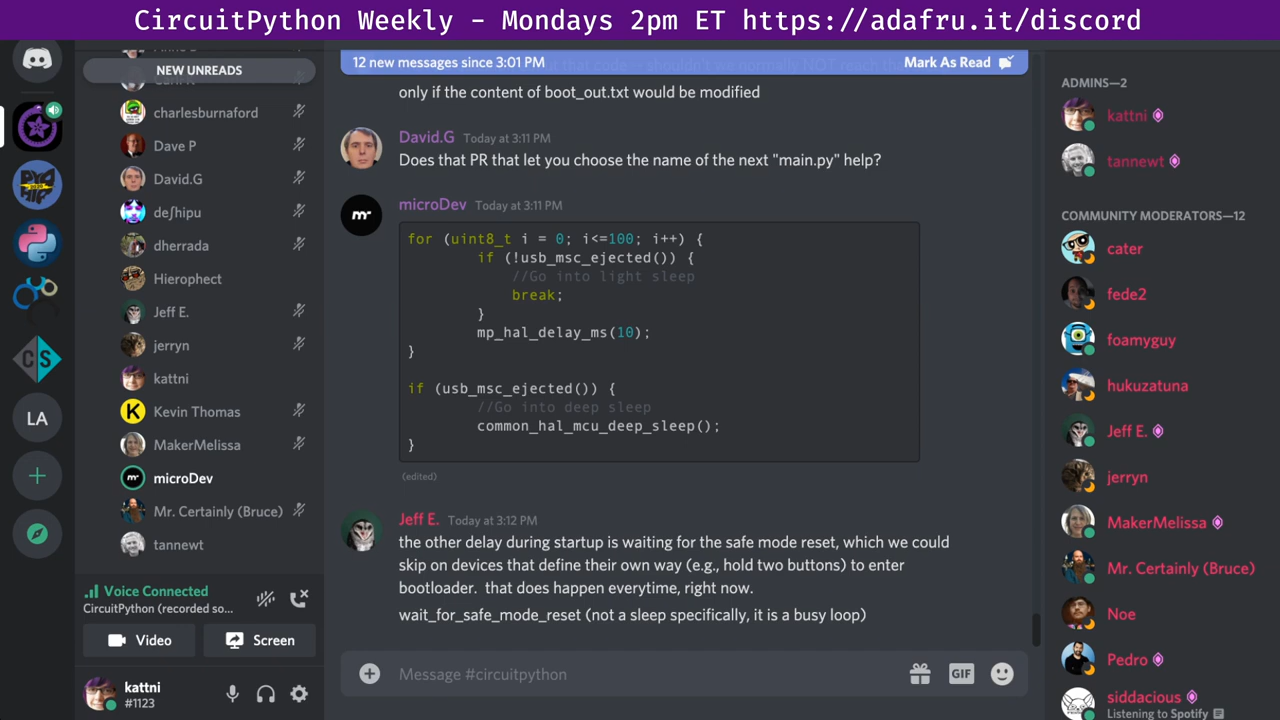 CircuitPython Weekly - Mondays 2pm ET https://adafru.it/discord
NEW UNREADS
charlesburnaford
Dave P
David.G
deʃhipu
dherrada
Hierophect
Jeff E.
jerryn
kattni
Kevin Thomas
MakerMelissa
microDev
Mr. Certainly (Bruce)
tannewt
CS
LA
Voice Connected
CircuitPython (recorded so...
Video
Screen
kattni
#1123
12 new messages since 3:01 PM
Mark As Read
only if the content of boot_out.txt would be modified
David.G Today at 3:11 PM
Does that PR that let you choose the name of the next "main.py" help?
microDev Today at 3:11 PM
for (uint8_t i = 0; i<=100; i++) {
if (!usb_msc_ejected()) {
//Go into light sleep
break;
}
mp_hal_delay_ms(10);
}
if (usb_msc_ejected()) {
//Go into deep sleep
common_hal_mcu_deep_sleep();
}
(edited)
Jeff E. Today at 3:12 PM
the other delay during startup is waiting for the safe mode reset, which we could
skip on devices that define their own way (e.g., hold two buttons) to enter
bootloader. that does happen everytime, right now.
wait_for_safe_mode_reset (not a sleep specifically, it is a busy loop)
Message #circuitpython
GIF
ADMINS—2
kattni
tannewt
COMMUNITY MODERATORS—12
cater
fede2
foamyguy
hukuzatuna
Jeff E.
jerryn
MakerMelissa
Mr. Certainly (Bruce)
Noe
Pedro
siddacious
Listening to Spotify